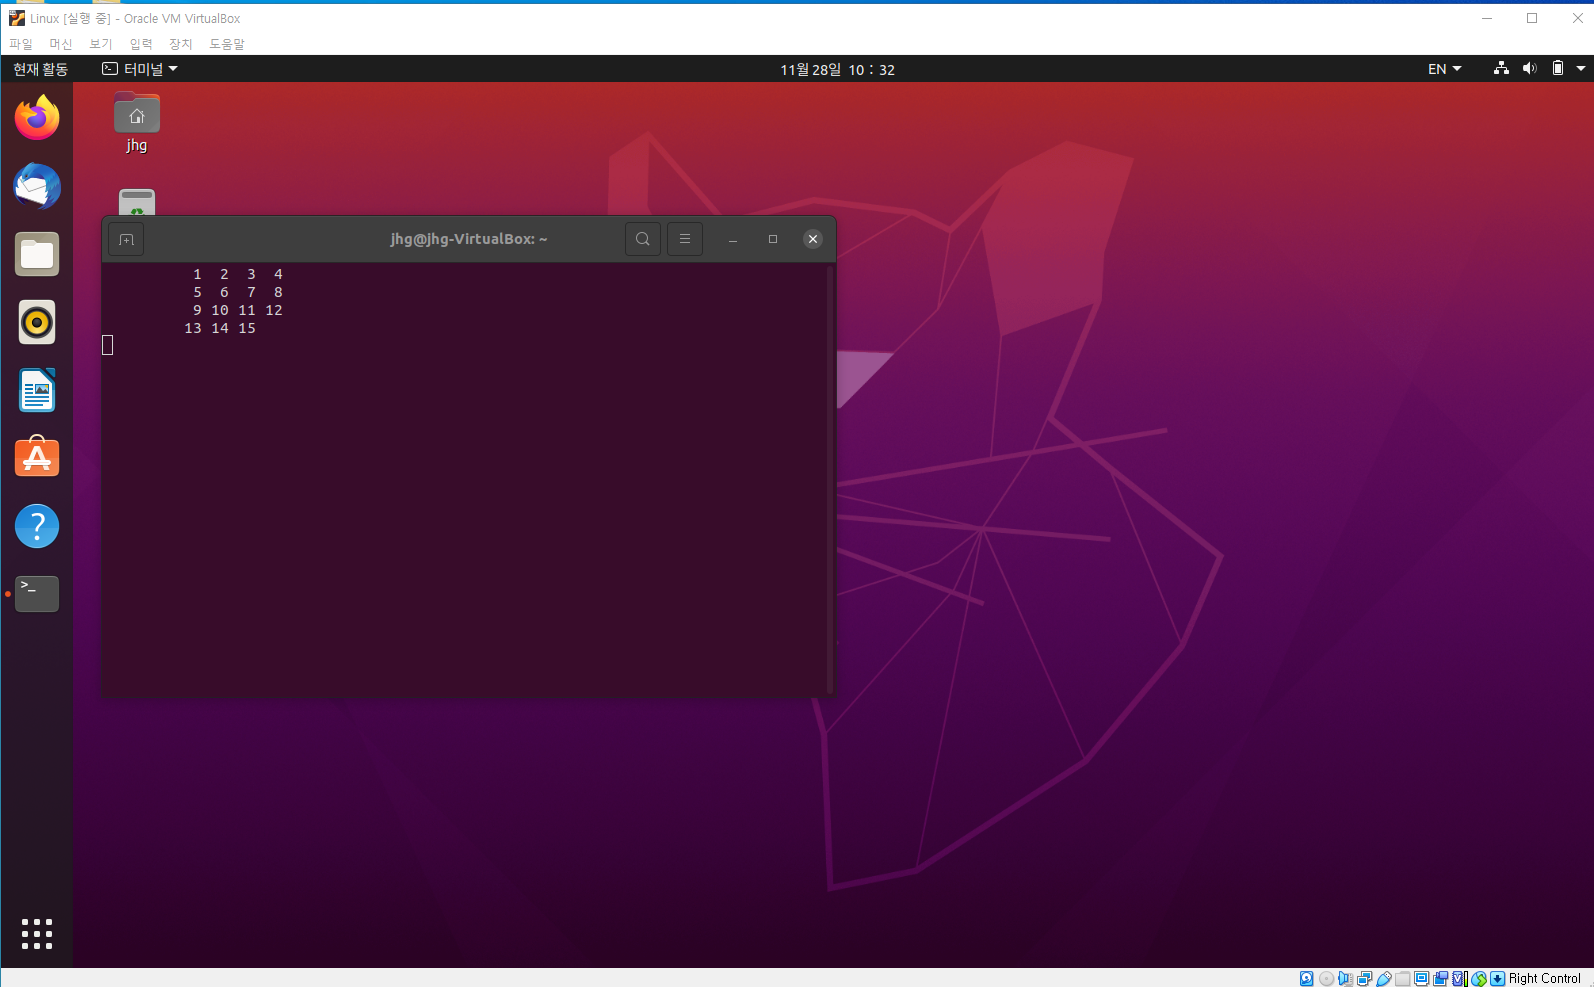 Linux [실행 중] - Oracle VM VirtualBox
파일 머신 보기 입력 장치 도움말
현재 활동 터미널 11월 28일 10 : 32 EN
jhg
jhg@jhg-VirtualBox: ~
1 2 3 4
5 6 7 8
9 10 11 12
13 14 15
Right Control